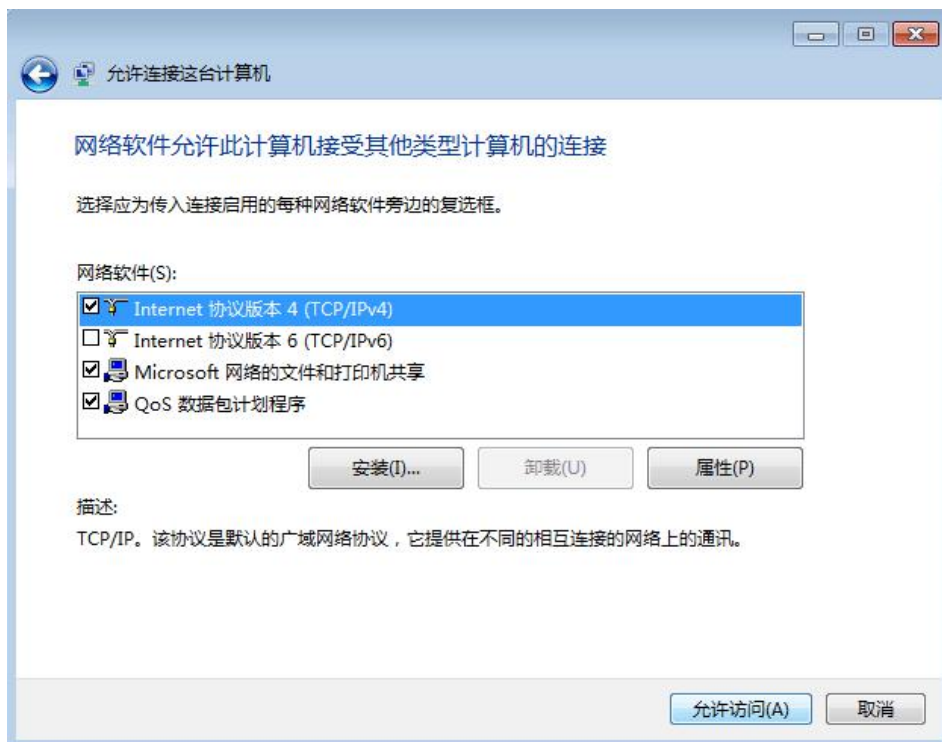 允许连接这台计算机
网络软件允许此计算机接受其他类型计算机的连接
选择应为传入连接启用的每种网络软件旁边的复选框。
网络软件(S):
Internet 协议版本 4 (TCP/IPv4)
Internet 协议版本 6 (TCP/IPv6)
Microsoft 网络的文件和打印机共享
QoS 数据包计划程序
安装(I)... 卸载(U) 属性(P)
描述:
TCP/IP。该协议是默认的广域网络协议，它提供在不同的相互连接的网络上的通讯。
允许访问(A) 取消